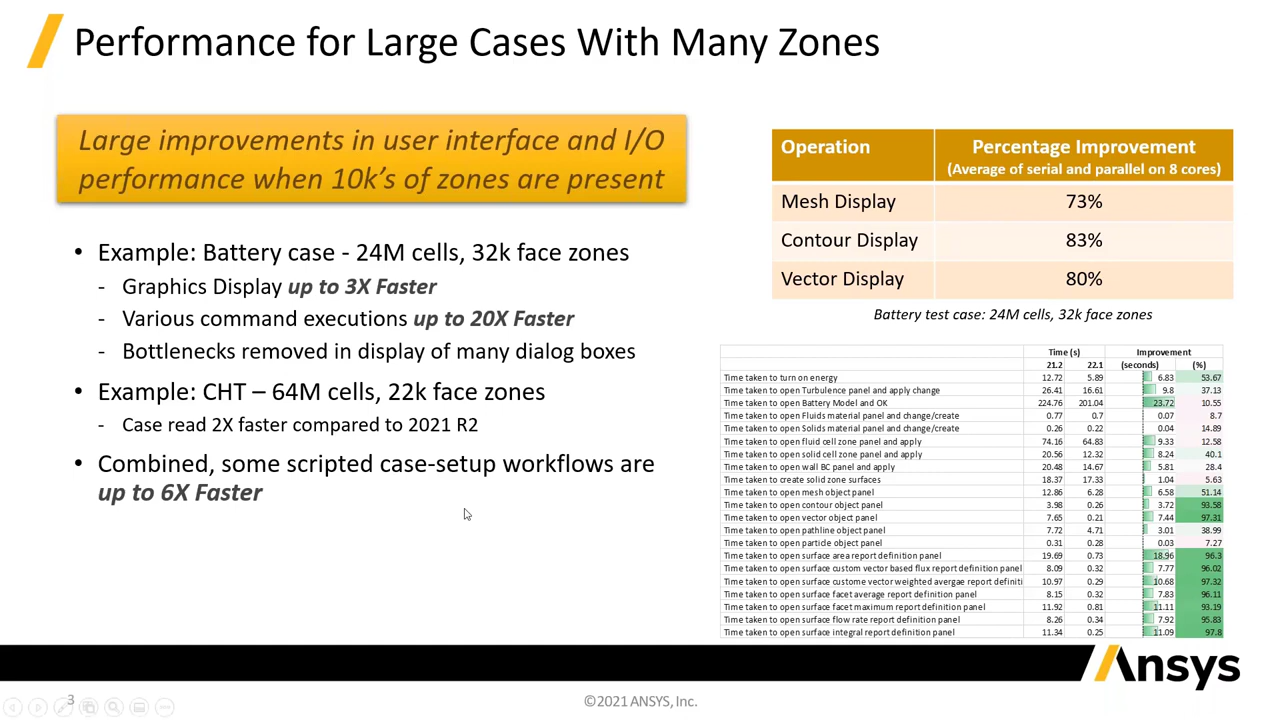 Performance for Large Cases With Many Zones
Large improvements in user interface and I/O
performance when 10k’s of zones are present
• Example: Battery case - 24M cells, 32k face zones
- Graphics Display up to 3X Faster
- Various command executions up to 20X Faster
- Bottlenecks removed in display of many dialog boxes
• Example: CHT – 64M cells, 22k face zones
- Case read 2X faster compared to 2021 R2
• Combined, some scripted case-setup workflows are
up to 6X Faster
Operation Percentage Improvement
(Average of serial and parallel on 8 cores)
Mesh Display 73%
Contour Display 83%
Vector Display 80%
Battery test case: 24M cells, 32k face zones
Time (s) Improvement
21.2 22.1 (seconds) (%)
Time taken to turn on energy 12.72 5.89 6.83 53.67
Time taken to open Turbulence panel and apply change 26.41 16.61 9.8 37.13
Time taken to open Battery Model and OK 224.76 201.04 23.72 10.55
Time taken to open Fluids material panel and change/create 0.77 0.7 0.07 8.7
Time taken to open Solids material panel and change/create 0.26 0.22 0.04 14.89
Time taken to open fluid cell zone panel and apply 74.16 64.83 9.33 12.58
Time taken to open solid cell zone panel and apply 20.56 12.32 8.24 40.1
Time taken to open wall BC panel and apply 20.48 14.67 5.81 28.4
Time taken to create solid zone surfaces 18.37 17.33 1.04 5.63
Time taken to open mesh object panel 12.86 6.28 6.58 51.14
Time taken to open contour object panel 3.98 0.26 3.72 93.58
Time taken to open vector object panel 7.65 0.21 7.44 97.31
Time taken to open pathline object panel 7.72 4.71 3.01 38.99
Time taken to open particle object panel 0.31 0.28 0.03 7.27
Time taken to open surface area report definition panel 19.69 0.73 18.96 96.3
Time taken to open surface custom vector based flux report definition panel 8.09 0.32 7.77 96.02
Time taken to open surface custome vector weighted avergae report definiti 10.97 0.29 10.68 97.32
Time taken to open surface facet average report definition panel 8.15 0.32 7.83 96.11
Time taken to open surface facet maximum report definition panel 11.92 0.81 11.11 93.19
Time taken to open surface flow rate report definition panel 8.26 0.34 7.92 95.83
Time taken to open surface integral report definition panel 11.34 0.25 11.09 97.8
Ansys
3
©2021 ANSYS, Inc.